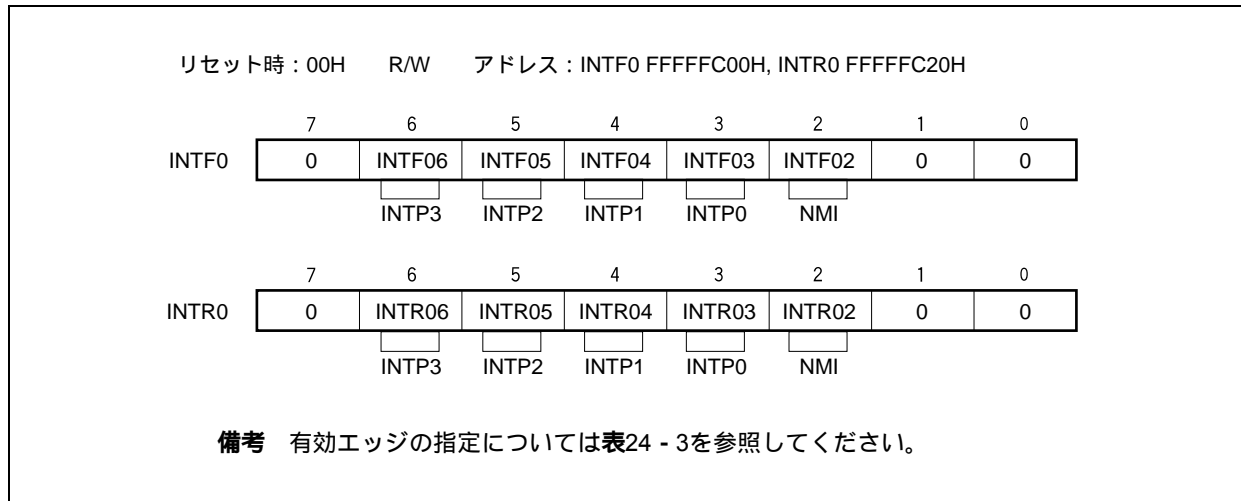 リセット時：00H R/W アドレス：INTF0 FFFFFC00H, INTR0 FFFFFC20H
7 6 5 4 3 2 1 0
INTF0 0 INTF06 INTF05 INTF04 INTF03 INTF02 0 0
INTP3 INTP2 INTP1 INTP0 NMI
7 6 5 4 3 2 1 0
INTR0 0 INTR06 INTR05 INTR04 INTR03 INTR02 0 0
INTP3 INTP2 INTP1 INTP0 NMI
備考 有効エッジの指定については表24 - 3を参照してください。